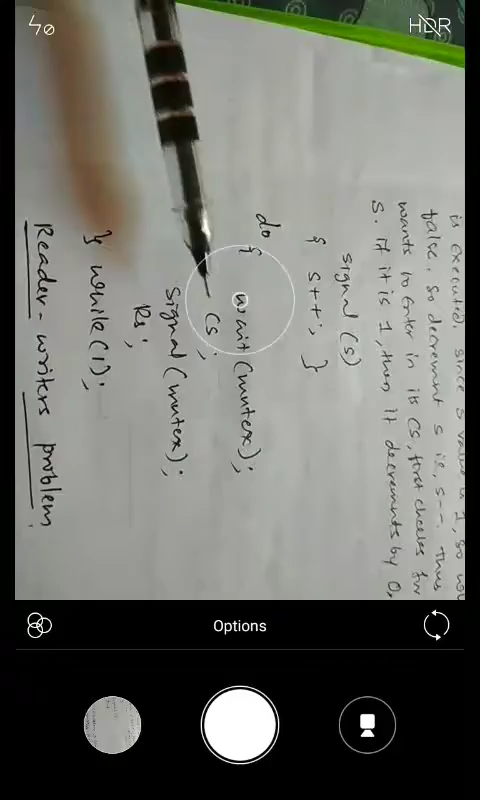 HDR
is executed. Since s value is 1, so
false. So decrement s ie, s--. thus
wants to enter in its CS, first checks for
S. if it is 1, then it decrements by 0,
signal (s)
{ s++; }
do {
wait (mutex);
CS;
signal (mutex);
Rs;
} while (1);
Reader-writers problem.
Options